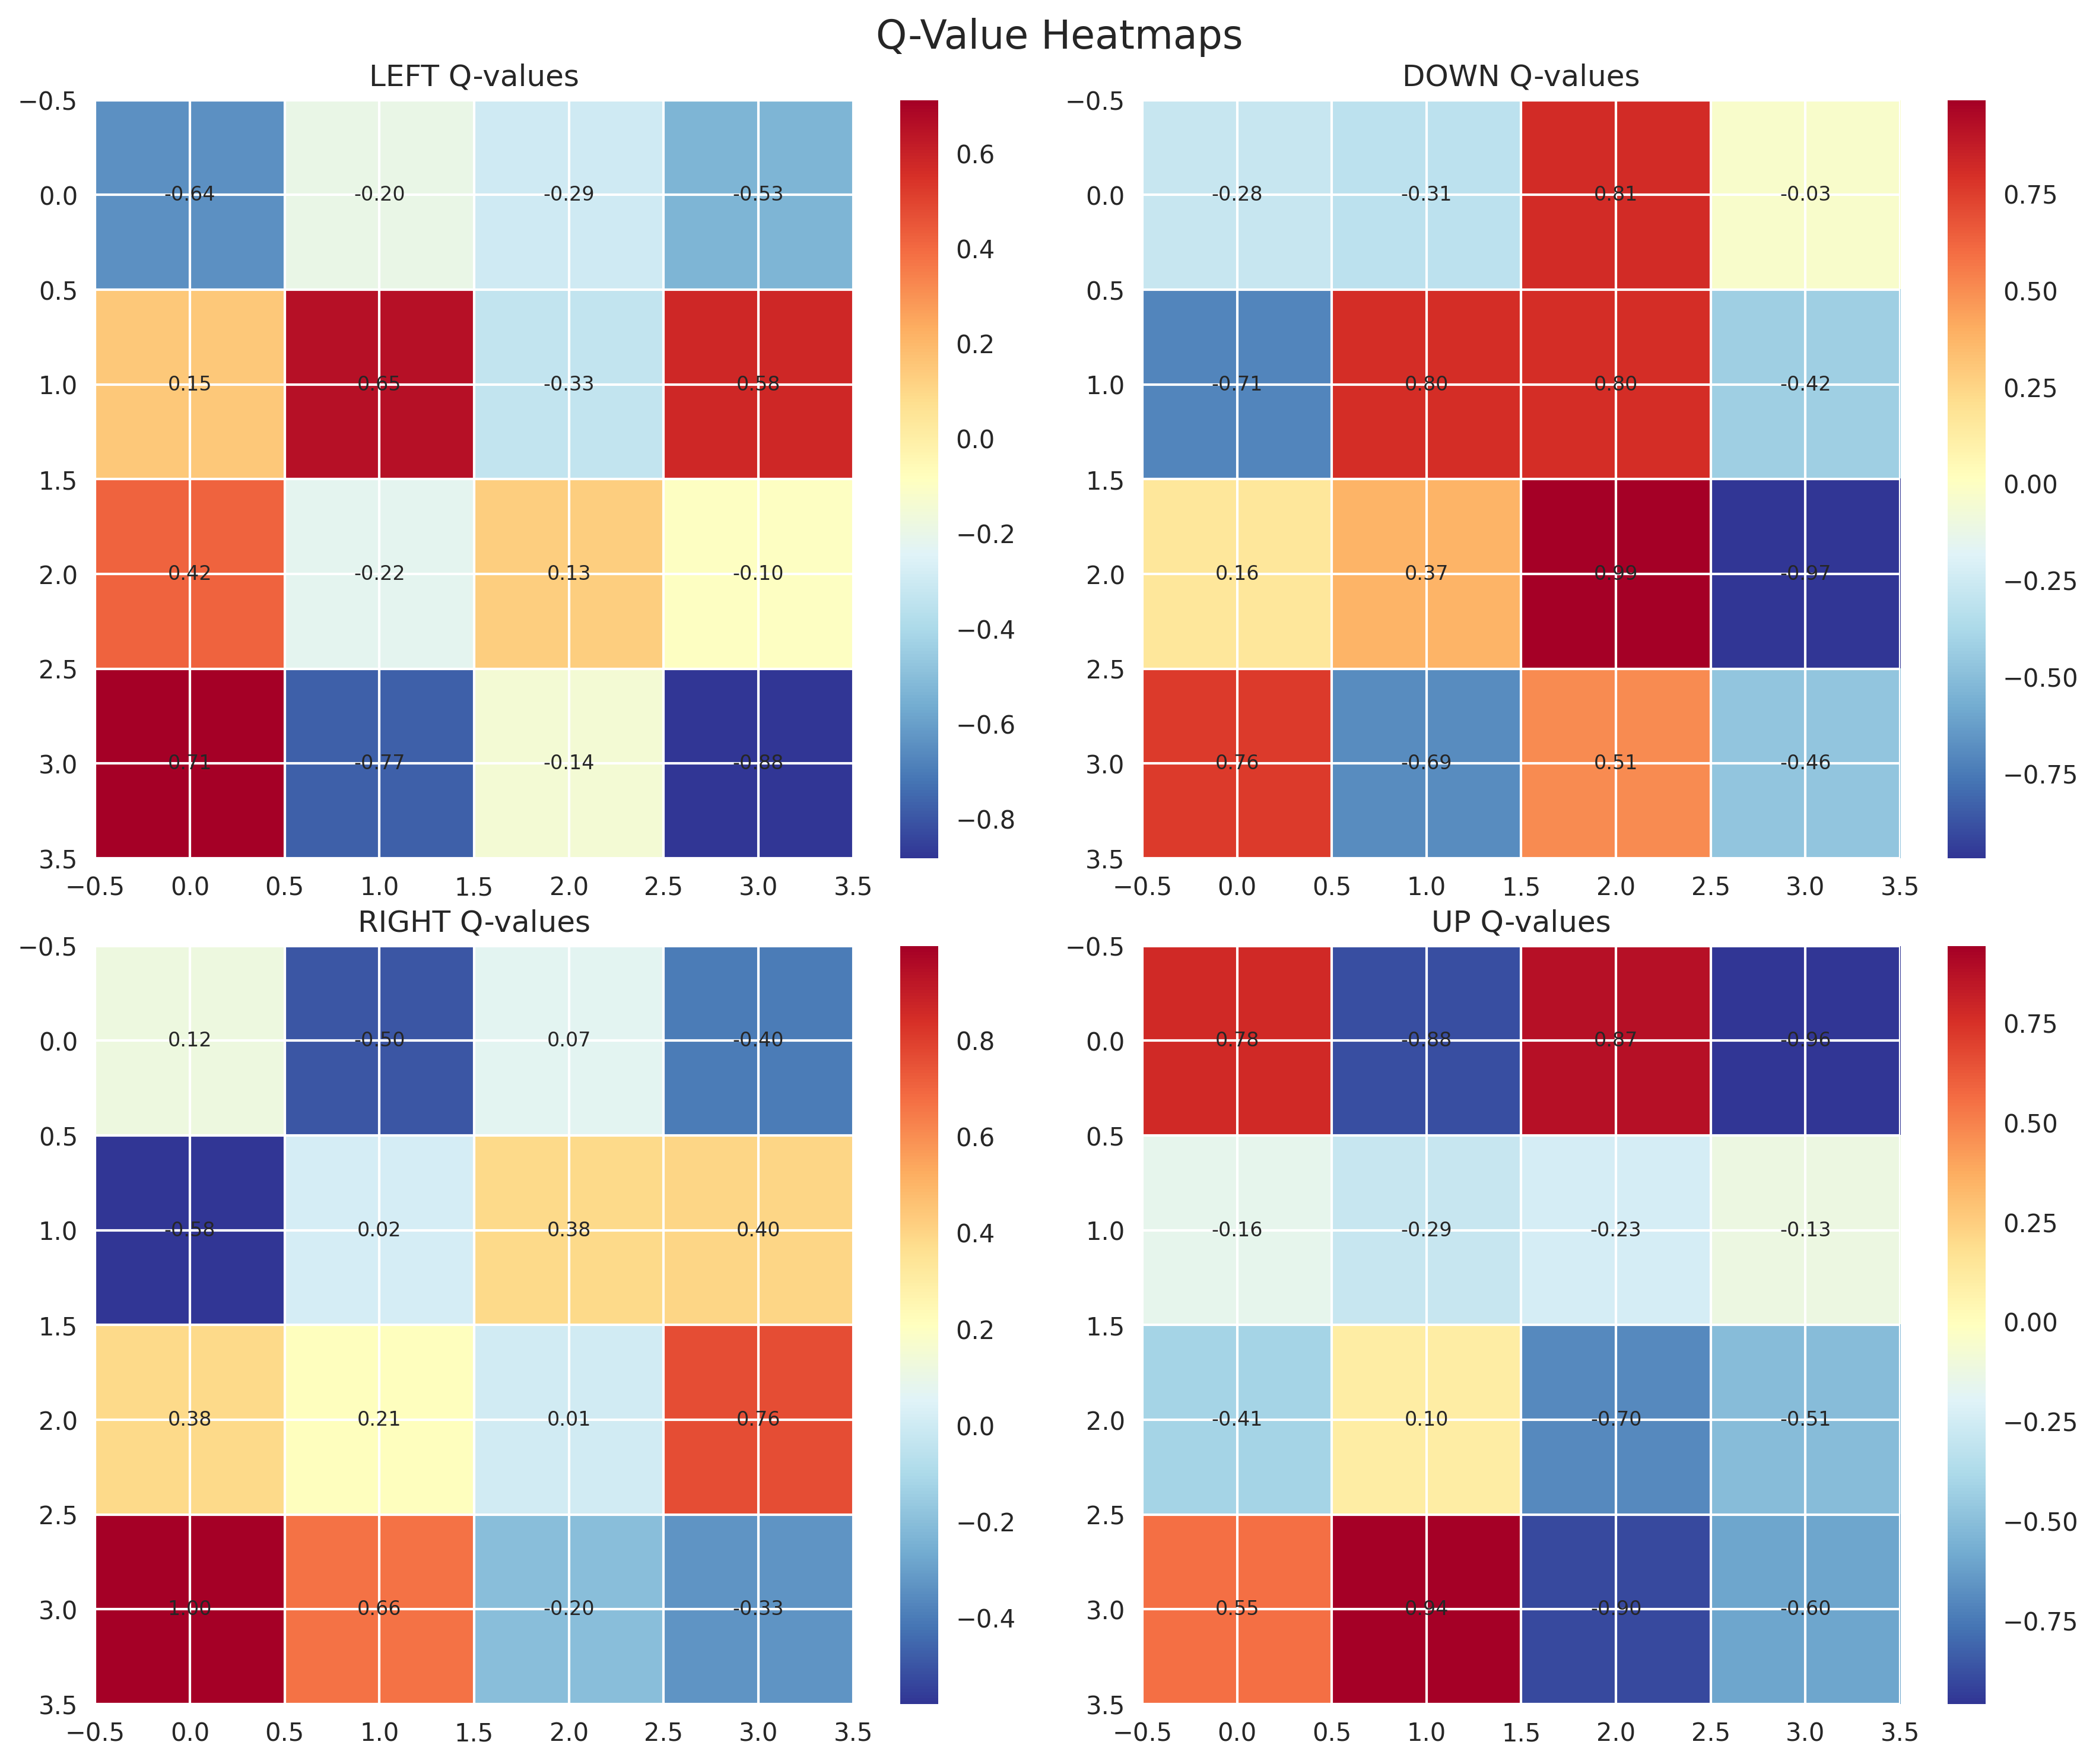 Q-Value Heatmaps
LEFT Q-values
−0.5
0.0
0.5
1.0
1.5
2.0
2.5
3.0
3.5
-0.64 -0.20 -0.29 -0.53
0.15 0.65 -0.33 0.58
0.42 -0.22 0.13 -0.10
0.71 -0.77 -0.14 -0.88
−0.5 0.0 0.5 1.0 1.5 2.0 2.5 3.0 3.5
0.6
0.4
0.2
0.0
−0.2
−0.4
−0.6
−0.8
DOWN Q-values
−0.5
0.0
0.5
1.0
1.5
2.0
2.5
3.0
3.5
-0.28 -0.31 0.81 -0.03
-0.71 0.80 0.80 -0.42
0.16 0.37 0.99 -0.97
0.76 -0.69 0.51 -0.46
−0.5 0.0 0.5 1.0 1.5 2.0 2.5 3.0 3.5
0.75
0.50
0.25
0.00
−0.25
−0.50
−0.75
RIGHT Q-values
−0.5
0.0
0.5
1.0
1.5
2.0
2.5
3.0
3.5
0.12 -0.50 0.07 -0.40
-0.58 0.02 0.38 0.40
0.38 0.21 0.01 0.76
1.00 0.66 -0.20 -0.33
−0.5 0.0 0.5 1.0 1.5 2.0 2.5 3.0 3.5
0.8
0.6
0.4
0.2
0.0
−0.2
−0.4
UP Q-values
−0.5
0.0
0.5
1.0
1.5
2.0
2.5
3.0
3.5
0.78 -0.88 0.87 -0.96
-0.16 -0.29 -0.23 -0.13
-0.41 0.10 -0.70 -0.51
0.55 0.94 -0.90 -0.60
−0.5 0.0 0.5 1.0 1.5 2.0 2.5 3.0 3.5
0.75
0.50
0.25
0.00
−0.25
−0.50
−0.75